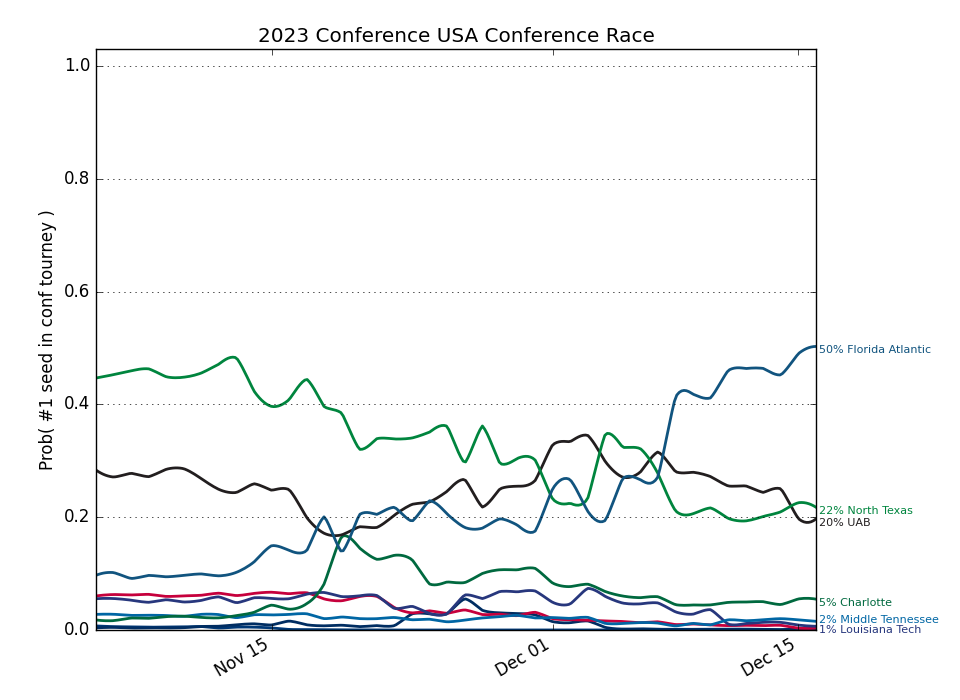 2023 Conference USA Conference Race
Prob( #1 seed in conf tourney )
1.0
0.8
0.6
0.4
0.2
0.0
50% Florida Atlantic
22% North Texas
20% UAB
5% Charlotte
2% Middle Tennessee
1% Louisiana Tech
Nov 15
Dec 01
Dec 15